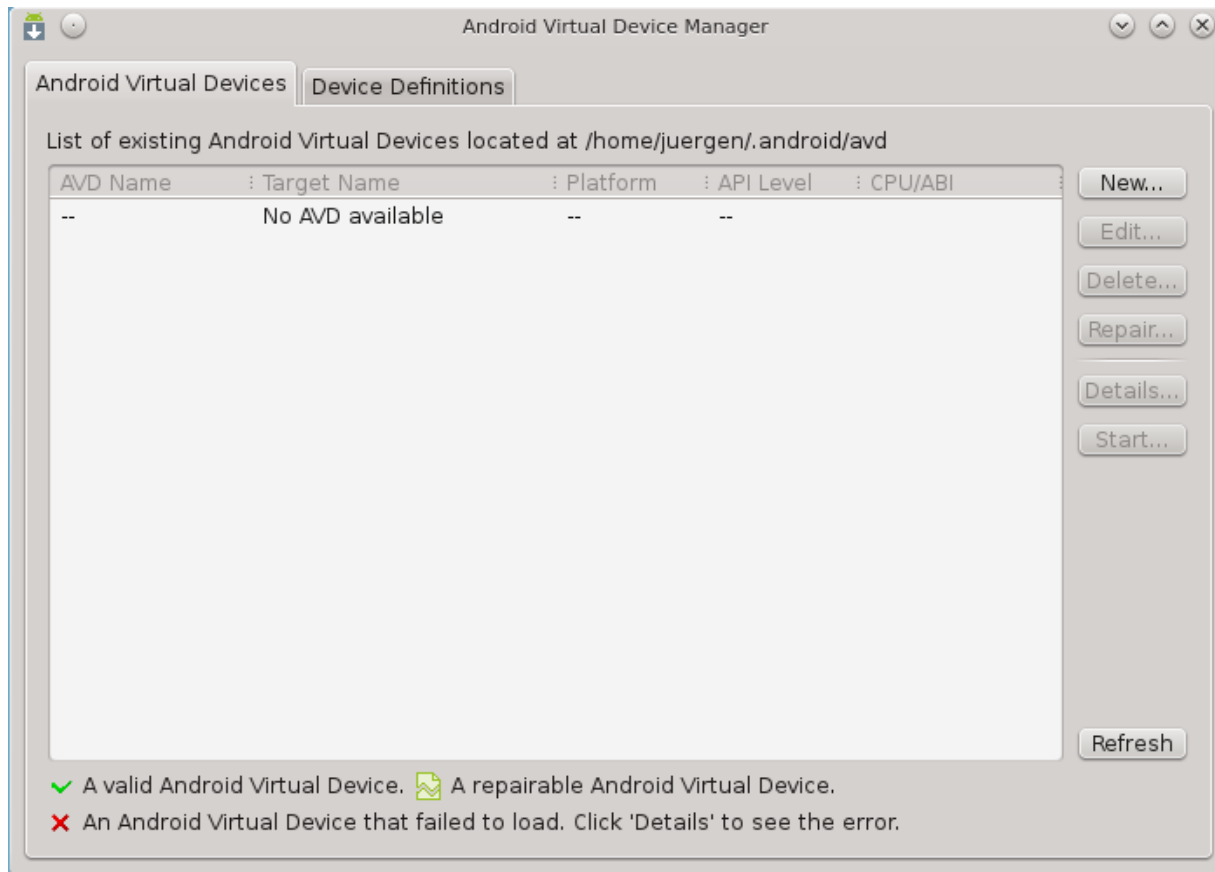 Android Virtual Device Manager
Android Virtual Devices Device Definitions
List of existing Android Virtual Devices located at /home/juergen/.android/avd
AVD Name Target Name Platform API Level CPU/ABI
-- No AVD available -- --
New...
Edit...
Delete...
Repair...
Details...
Start...
Refresh
A valid Android Virtual Device. A repairable Android Virtual Device.
An Android Virtual Device that failed to load. Click 'Details' to see the error.